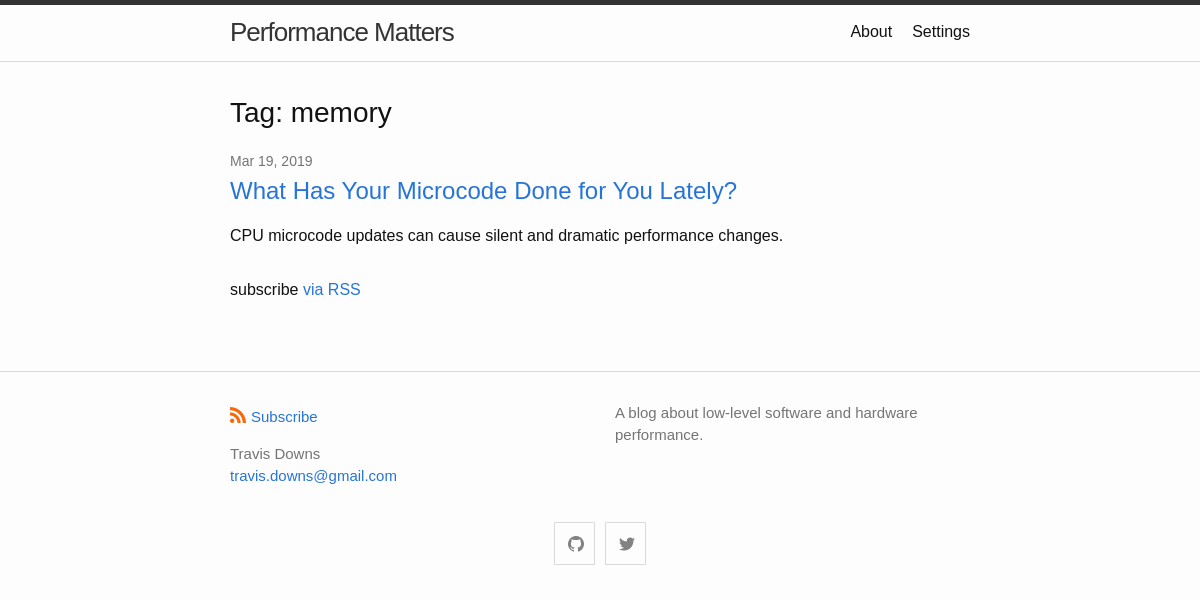 Performance Matters
About Settings
Tag: memory
Mar 19, 2019
What Has Your Microcode Done for You Lately?
CPU microcode updates can cause silent and dramatic performance changes.
subscribe via RSS
Subscribe
Travis Downs
travis.downs@gmail.com
A blog about low-level software and hardware
performance.